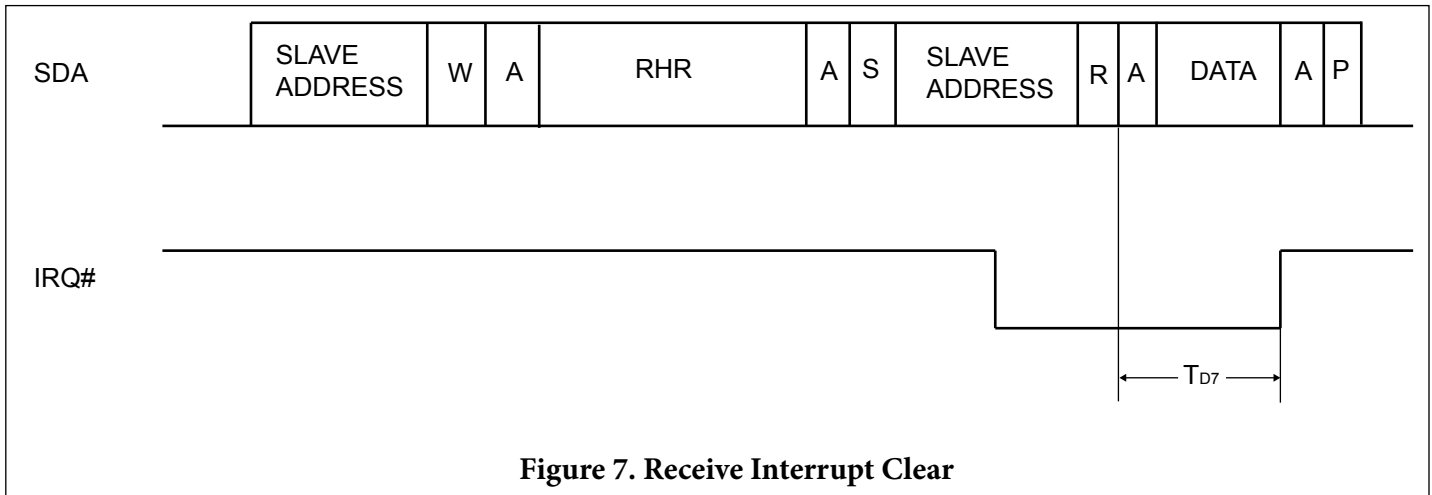 SDA
SLAVE
ADDRESS
W
A
RHR
A
S
SLAVE
ADDRESS
R
A
DATA
A
P
IRQ#
TD7
Figure 7. Receive Interrupt Clear